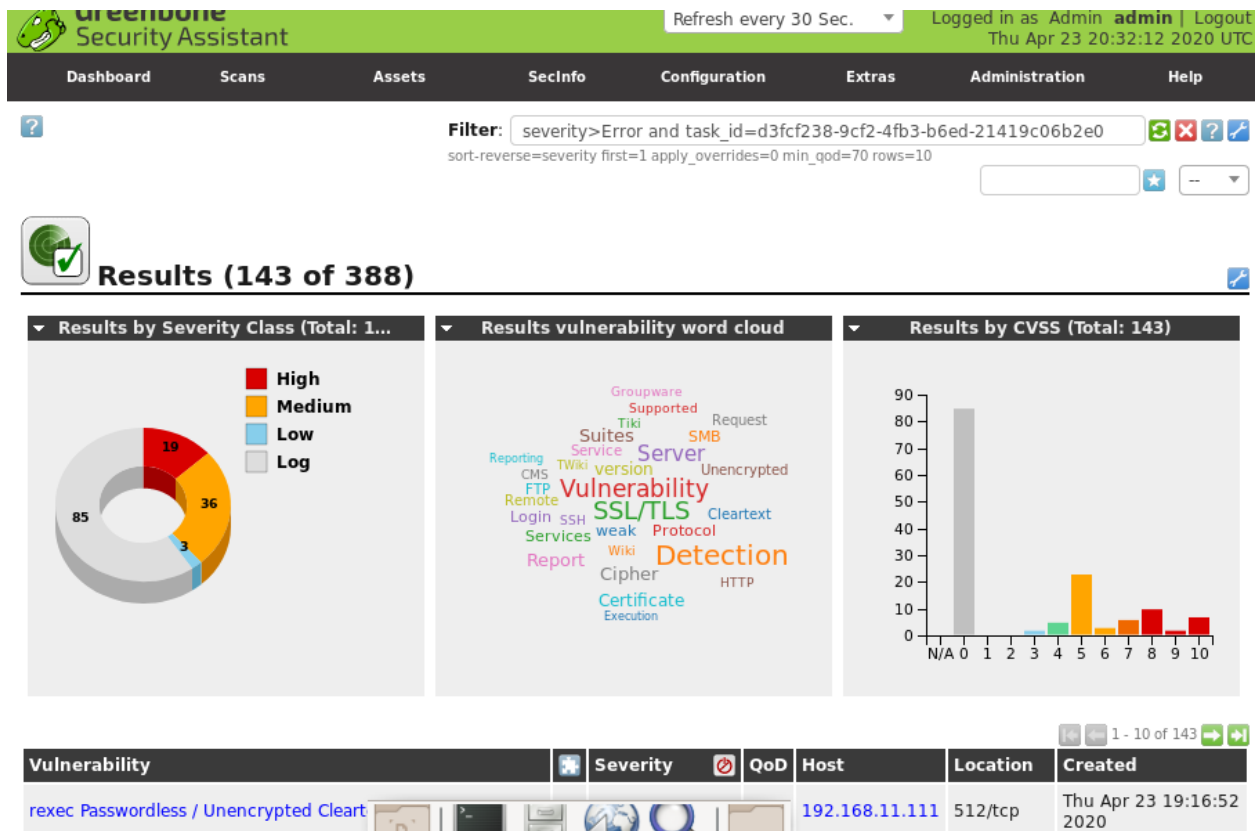 Greenbone
Security Assistant
Refresh every 30 Sec.
Logged in as Admin admin | Logout
Thu Apr 23 20:32:12 2020 UTC
Dashboard Scans Assets SecInfo Configuration Extras Administration Help
Filter: severity>Error and task_id=d3fcf238-9cf2-4fb3-b6ed-21419c06b2e0
sort-reverse=severity first=1 apply_overrides=0 min_qod=70 rows=10
--
Results (143 of 388)
Results by Severity Class (Total: 1...
High
Medium
Low
Log
19
36
3
85
Results vulnerability word cloud
Groupware
Supported
Tiki Request
Suites SMB
Service Server
Reporting TWiki version Unencrypted
CMS
FTP Vulnerability
Remote SSL/TLS Cleartext
Login SSH
Services weak Protocol
Report Wiki Detection
Cipher HTTP
Certificate
Execution
Results by CVSS (Total: 143)
90
80
70
60
50
40
30
20
10
0
N/A 0 1 2 3 4 5 6 7 8 9 10
1 - 10 of 143
Vulnerability Severity QoD Host Location Created
rexec Passwordless / Unencrypted Cleart 192.168.11.111 512/tcp Thu Apr 23 19:16:52
2020